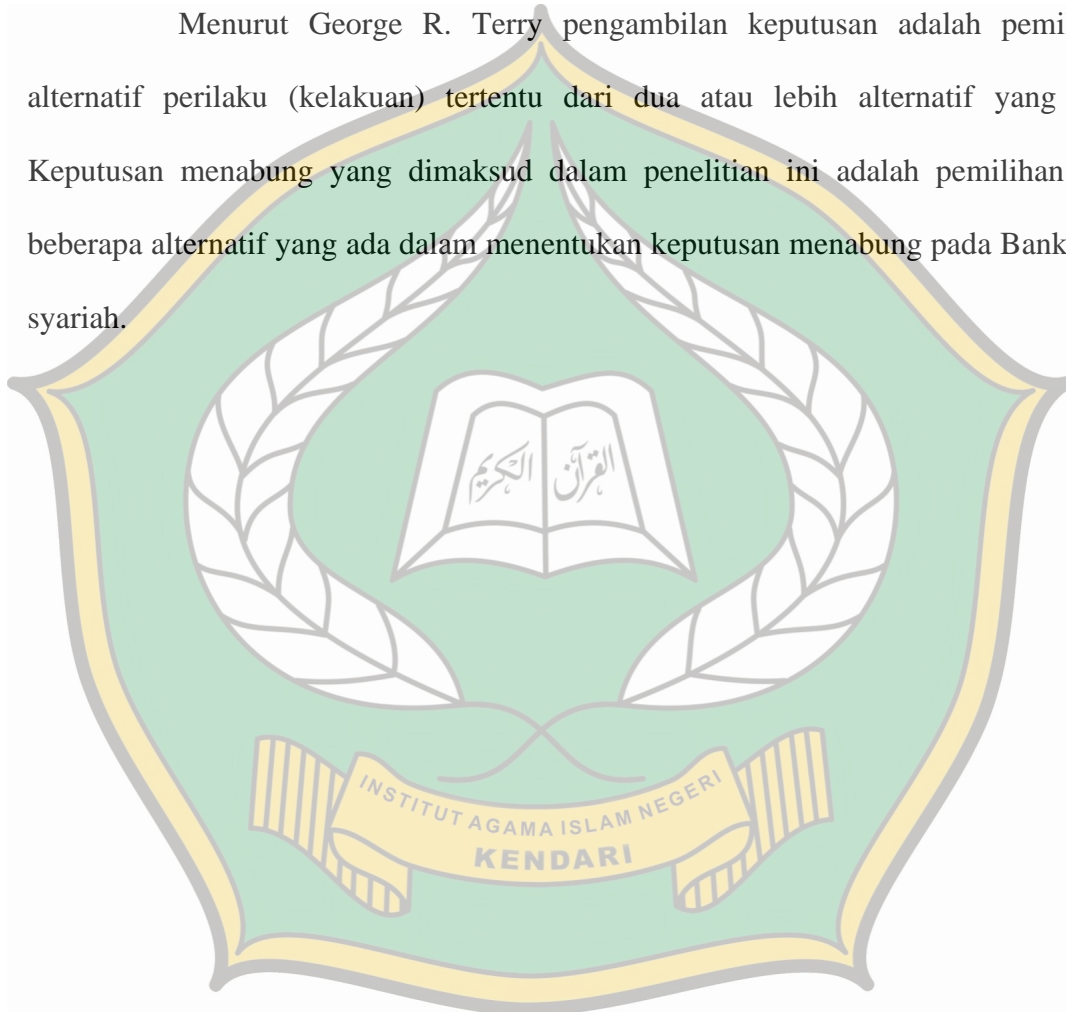 Menurut George R. Terry pengambilan keputusan adalah
alternatif perilaku (kelakuan) tertentu dari dua atau lebih alternatif yang
Keputusan menabung yang dimaksud dalam penelitian ini adalah pemilihan
beberapa alternatif yang ada dalam menentukan keputusan menabung pada Bank
syariah.
القرآن الكريم
INSTITUT AGAMA ISLAM NEGERI
KENDARI